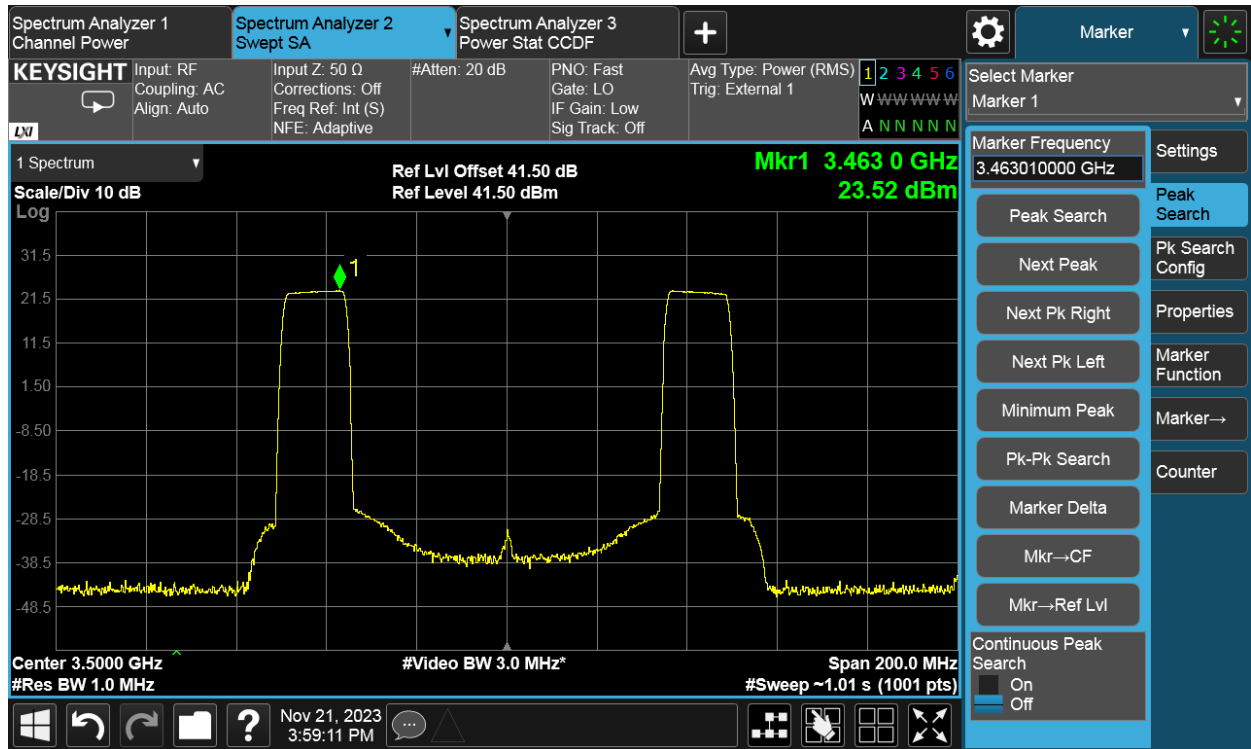 Spectrum Analyzer 1
Channel Power
Spectrum Analyzer 2
Swept SA
Spectrum Analyzer 3
Power Stat CCDF
+
Marker
KEYSIGHT
LXI
Input: RF
Coupling: AC
Align: Auto
Input Z: 50 Ω
Corrections: Off
Freq Ref: Int (S)
NFE: Adaptive
#Atten: 20 dB
PNO: Fast
Gate: LO
IF Gain: Low
Sig Track: Off
Avg Type: Power (RMS)
Trig: External 1
1 2 3 4 5 6
W W W W W W
A N N N N N
1 Spectrum
Scale/Div 10 dB
Log
Ref Lvl Offset 41.50 dB
Ref Level 41.50 dBm
Mkr1 3.463 0 GHz
23.52 dBm
1
31.5
21.5
11.5
1.50
-8.50
-18.5
-28.5
-38.5
-48.5
Center 3.5000 GHz
#Res BW 1.0 MHz
#Video BW 3.0 MHz*
Span 200.0 MHz
#Sweep ~1.01 s (1001 pts)
Select Marker
Marker 1
Marker Frequency
3.463010000 GHz
Peak Search
Next Peak
Next Pk Right
Next Pk Left
Minimum Peak
Pk-Pk Search
Marker Delta
Mkr→CF
Mkr→Ref Lvl
Continuous Peak
Search
On
Off
Settings
Peak
Search
Pk Search
Config
Properties
Marker
Function
Marker→
Counter
?
Nov 21, 2023
3:59:11 PM